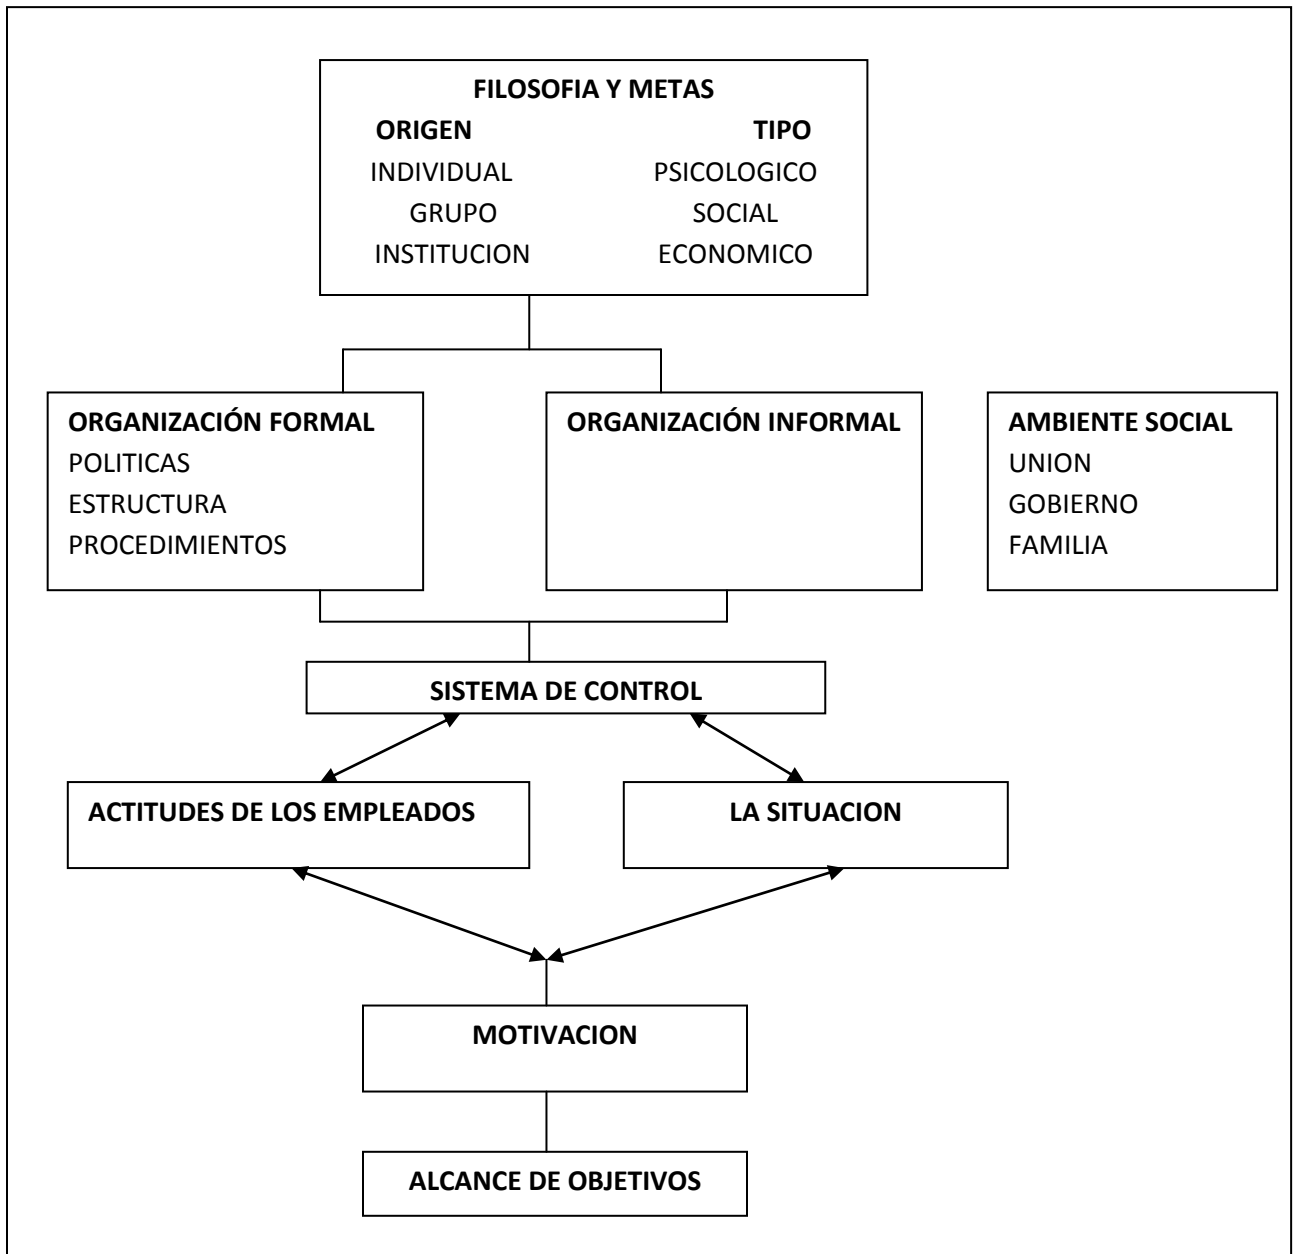 FILOSOFIA Y METAS
ORIGEN TIPO
INDIVIDUAL PSICOLOGICO
GRUPO SOCIAL
INSTITUCION ECONOMICO
ORGANIZACIÓN FORMAL
POLITICAS
ESTRUCTURA
PROCEDIMIENTOS
ORGANIZACIÓN INFORMAL
AMBIENTE SOCIAL
UNION
GOBIERNO
FAMILIA
SISTEMA DE CONTROL
ACTITUDES DE LOS EMPLEADOS
LA SITUACION
MOTIVACION
ALCANCE DE OBJETIVOS